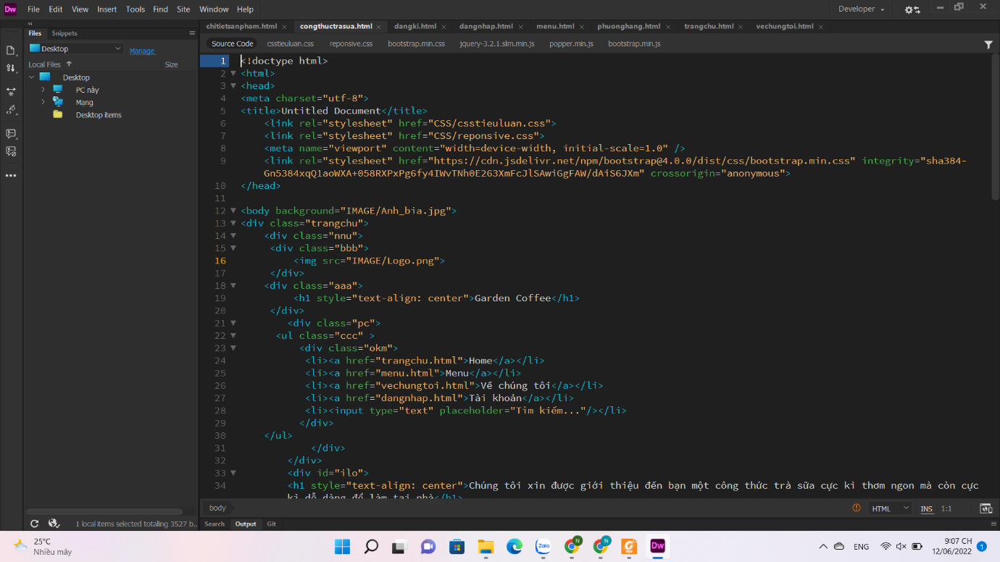 Dw File Edit View Insert Tools Find Site Window Help Developer
Files Snippets
chitietsanpham.html congthuctrasua.html dangki.html dangnhap.html menu.html phuonghang.html trangchu.html vechungtoi.html
Source Code csstieuluan.css reponsive.css bootstrap.min.css jquery-3.2.1.slim.min.js popper.min.js bootstrap.min.js
Desktop Manage
Local Files Size
Desktop
PC này
Mạng
Desktop items
1 <!doctype html>
2 <html>
3 <head>
4 <meta charset="utf-8">
5 <title>Untitled Document</title>
6 <link rel="stylesheet" href="CSS/csstieuluan.css">
7 <link rel="stylesheet" href="CSS/reponsive.css">
8 <meta name="viewport" content="width=device-width, initial-scale=1.0" />
9 <link rel="stylesheet" href="https://cdn.jsdelivr.net/npm/bootstrap@4.0.0/dist/css/bootstrap.min.css" integrity="sha384-
Gn5384xqQ1aoWXA+058RXPxPg6fy4IWvTNh0E263XmFcJlSAwiGgFAW/dAiS6JXm" crossorigin="anonymous">
10 </head>
11
12 <body background="IMAGE/Anh_bia.jpg">
13 <div class="trangchu">
14 <div class="nnu">
15 <div class="bbb">
16 <img src="IMAGE/Logo.png">
17 </div>
18 <div class="aaa">
19 <h1 style="text-align: center">Garden Coffee</h1>
20 </div>
21 <div class="pc">
22 <ul class="ccc" >
23 <div class="okm">
24 <li><a href="trangchu.html">Home</a></li>
25 <li><a href="menu.html">Menu</a></li>
26 <li><a href="vechungtoi.html">Về chúng tôi</a></li>
27 <li><a href="dangnhap.html">Tài khoản</a></li>
28 <li><input type="text" placeholder="Tìm kiếm..."/></li>
29 </div>
30 </ul>
31 </div>
32 </div>
33 <div id="ilo">
34 <h1 style="text-align: center">Chúng tôi xin được giới thiệu đến bạn một công thức trà sữa cực kì thơm ngon mà còn cực
kì dễ dàng để làm tại nhà</h1>
body HTML INS 1:1
1 local items selected totalling 3527 b..
Search Output Git
25°C
Nhiều mây
Zalo N N PDF Dw
ENG
9:07 CH
12/06/2022
1